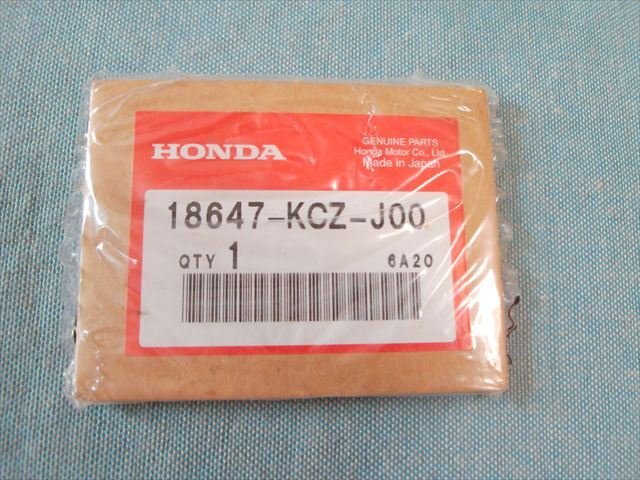 HONDA
GENUINE PARTS
Honda Motor Co., Ltd.
Made in Japan
18647-KCZ-J00
QTY 1 6A20